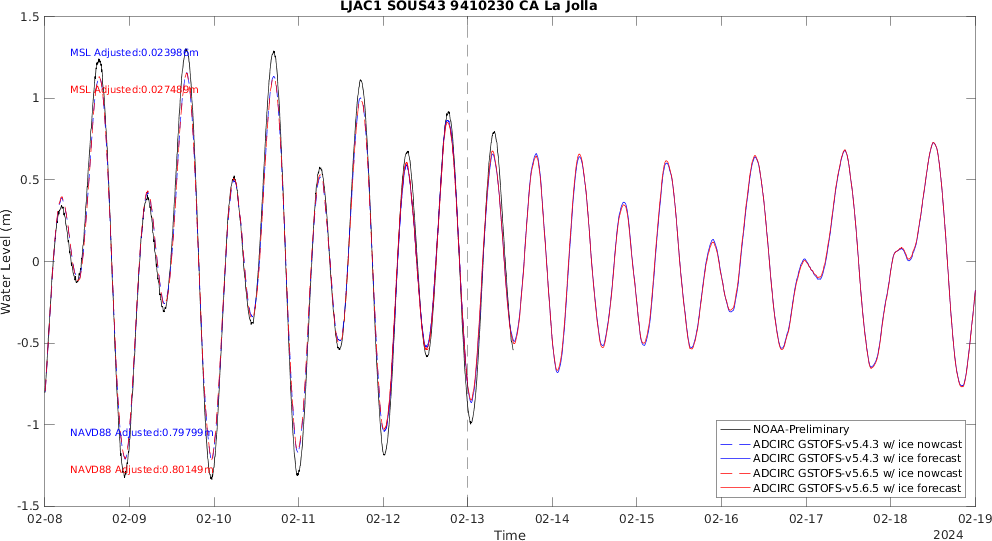 LJAC1 SOUS43 9410230 CA La Jolla
1.5
1
0.5
0
-0.5
-1
-1.5
Water Level (m)
MSL Adjusted:0.023986m
MSL Adjusted:0.027489m
NAVD88 Adjusted:0.79799m
NAVD88 Adjusted:0.80149m
NOAA-Preliminary
ADCIRC GSTOFS-v5.4.3 w/ ice nowcast
ADCIRC GSTOFS-v5.4.3 w/ ice forecast
ADCIRC GSTOFS-v5.6.5 w/ ice nowcast
ADCIRC GSTOFS-v5.6.5 w/ ice forecast
02-08 02-09 02-10 02-11 02-12 02-13 02-14 02-15 02-16 02-17 02-18 02-19
Time
2024